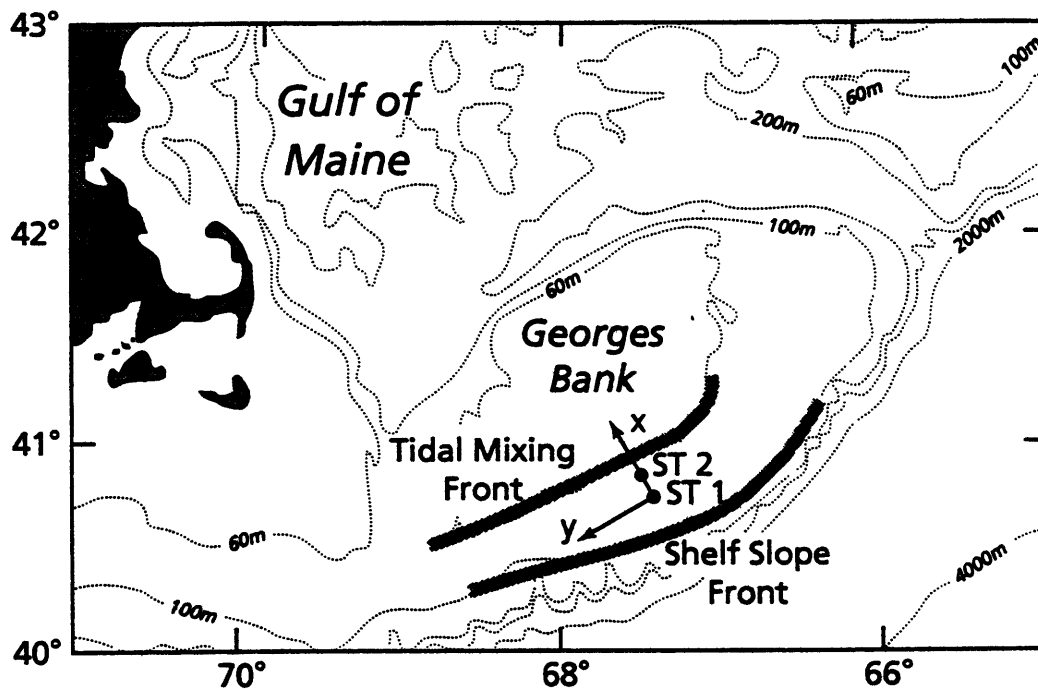 43°
Gulf of
Maine
100m
60m
200m
42°
100m
2000m
60m
Georges
Bank
x
41°
Tidal Mixing
Front
ST 2
ST 1
y
60m
Shelf Slope
Front
4000m
100m
40°
70°
68°
66°